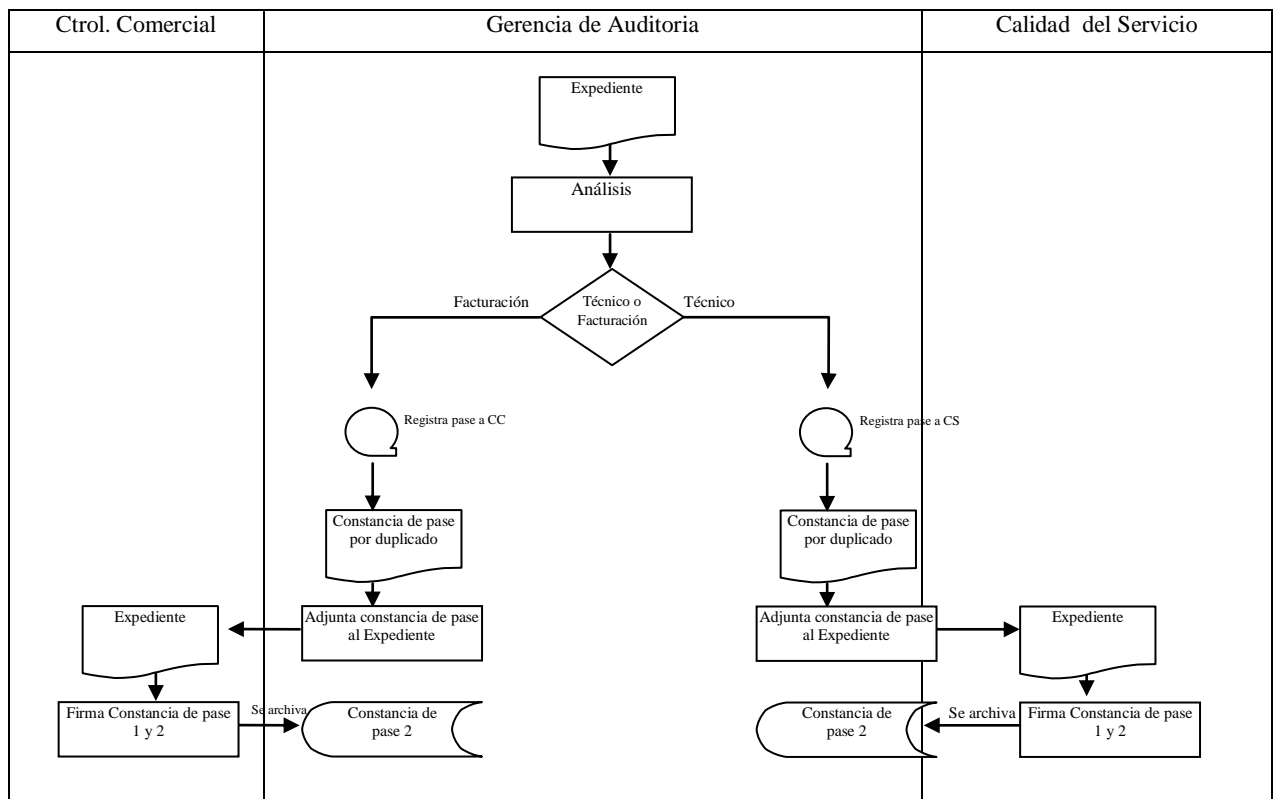 Ctrol. Comercial
Gerencia de Auditoria
Calidad del Servicio
Expediente
Análisis
Facturación
Técnico o
Facturación
Técnico
Registra pase a CC
Registra pase a CS
Constancia de pase
por duplicado
Constancia de pase
por duplicado
Expediente
Adjunta constancia de pase
al Expediente
Adjunta constancia de pase
al Expediente
Expediente
Firma Constancia de pase
1 y 2
Se archiva
Constancia de
pase 2
Constancia de
pase 2
Se archiva
Firma Constancia de pase
1 y 2